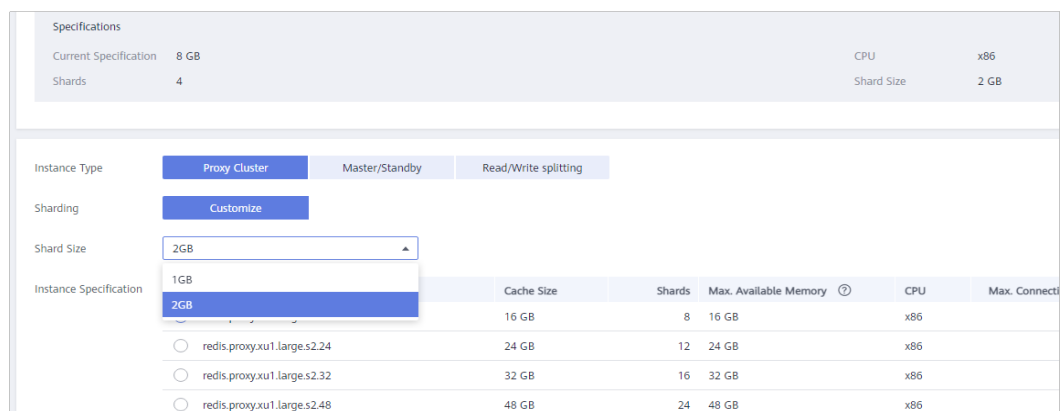 Specifications
Current Specification 8 GB CPU x86
Shards 4 Shard Size 2 GB
Instance Type Proxy Cluster Master/Standby Read/Write splitting
Sharding Customize
Shard Size 2GB
1GB
Instance Specification Cache Size Shards Max. Available Memory ? CPU Max. Connecti
2GB
16 GB 8 16 GB x86
redis.proxy.xu1.large.s2.24 24 GB 12 24 GB x86
redis.proxy.xu1.large.s2.32 32 GB 16 32 GB x86
redis.proxy.xu1.large.s2.48 48 GB 24 48 GB x86